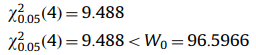 χ²₀.₀₅(4) = 9.488
χ²₀.₀₅(4) = 9.488 < W₀ = 96.5966